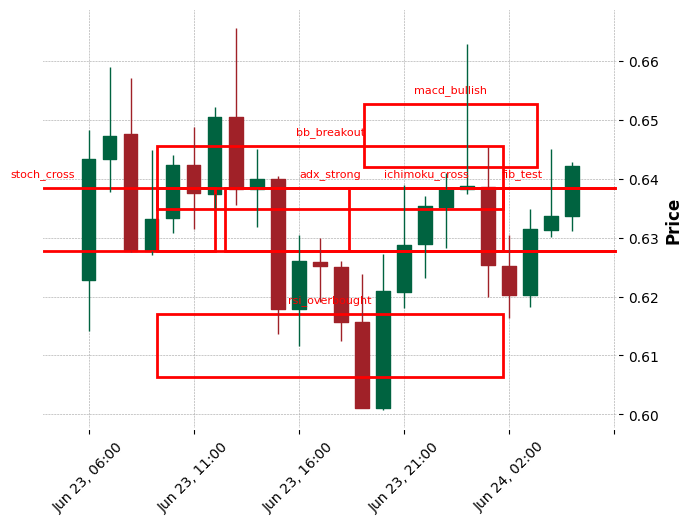 macd_bullish
bb_breakout
stoch_cross
adx_strong
ichimoku_cross
fib_test
rsi_overbought
0.66
0.65
0.64
0.63
0.62
0.61
0.60
Price
Jun 23, 06:00
Jun 23, 11:00
Jun 23, 16:00
Jun 23, 21:00
Jun 24, 02:00